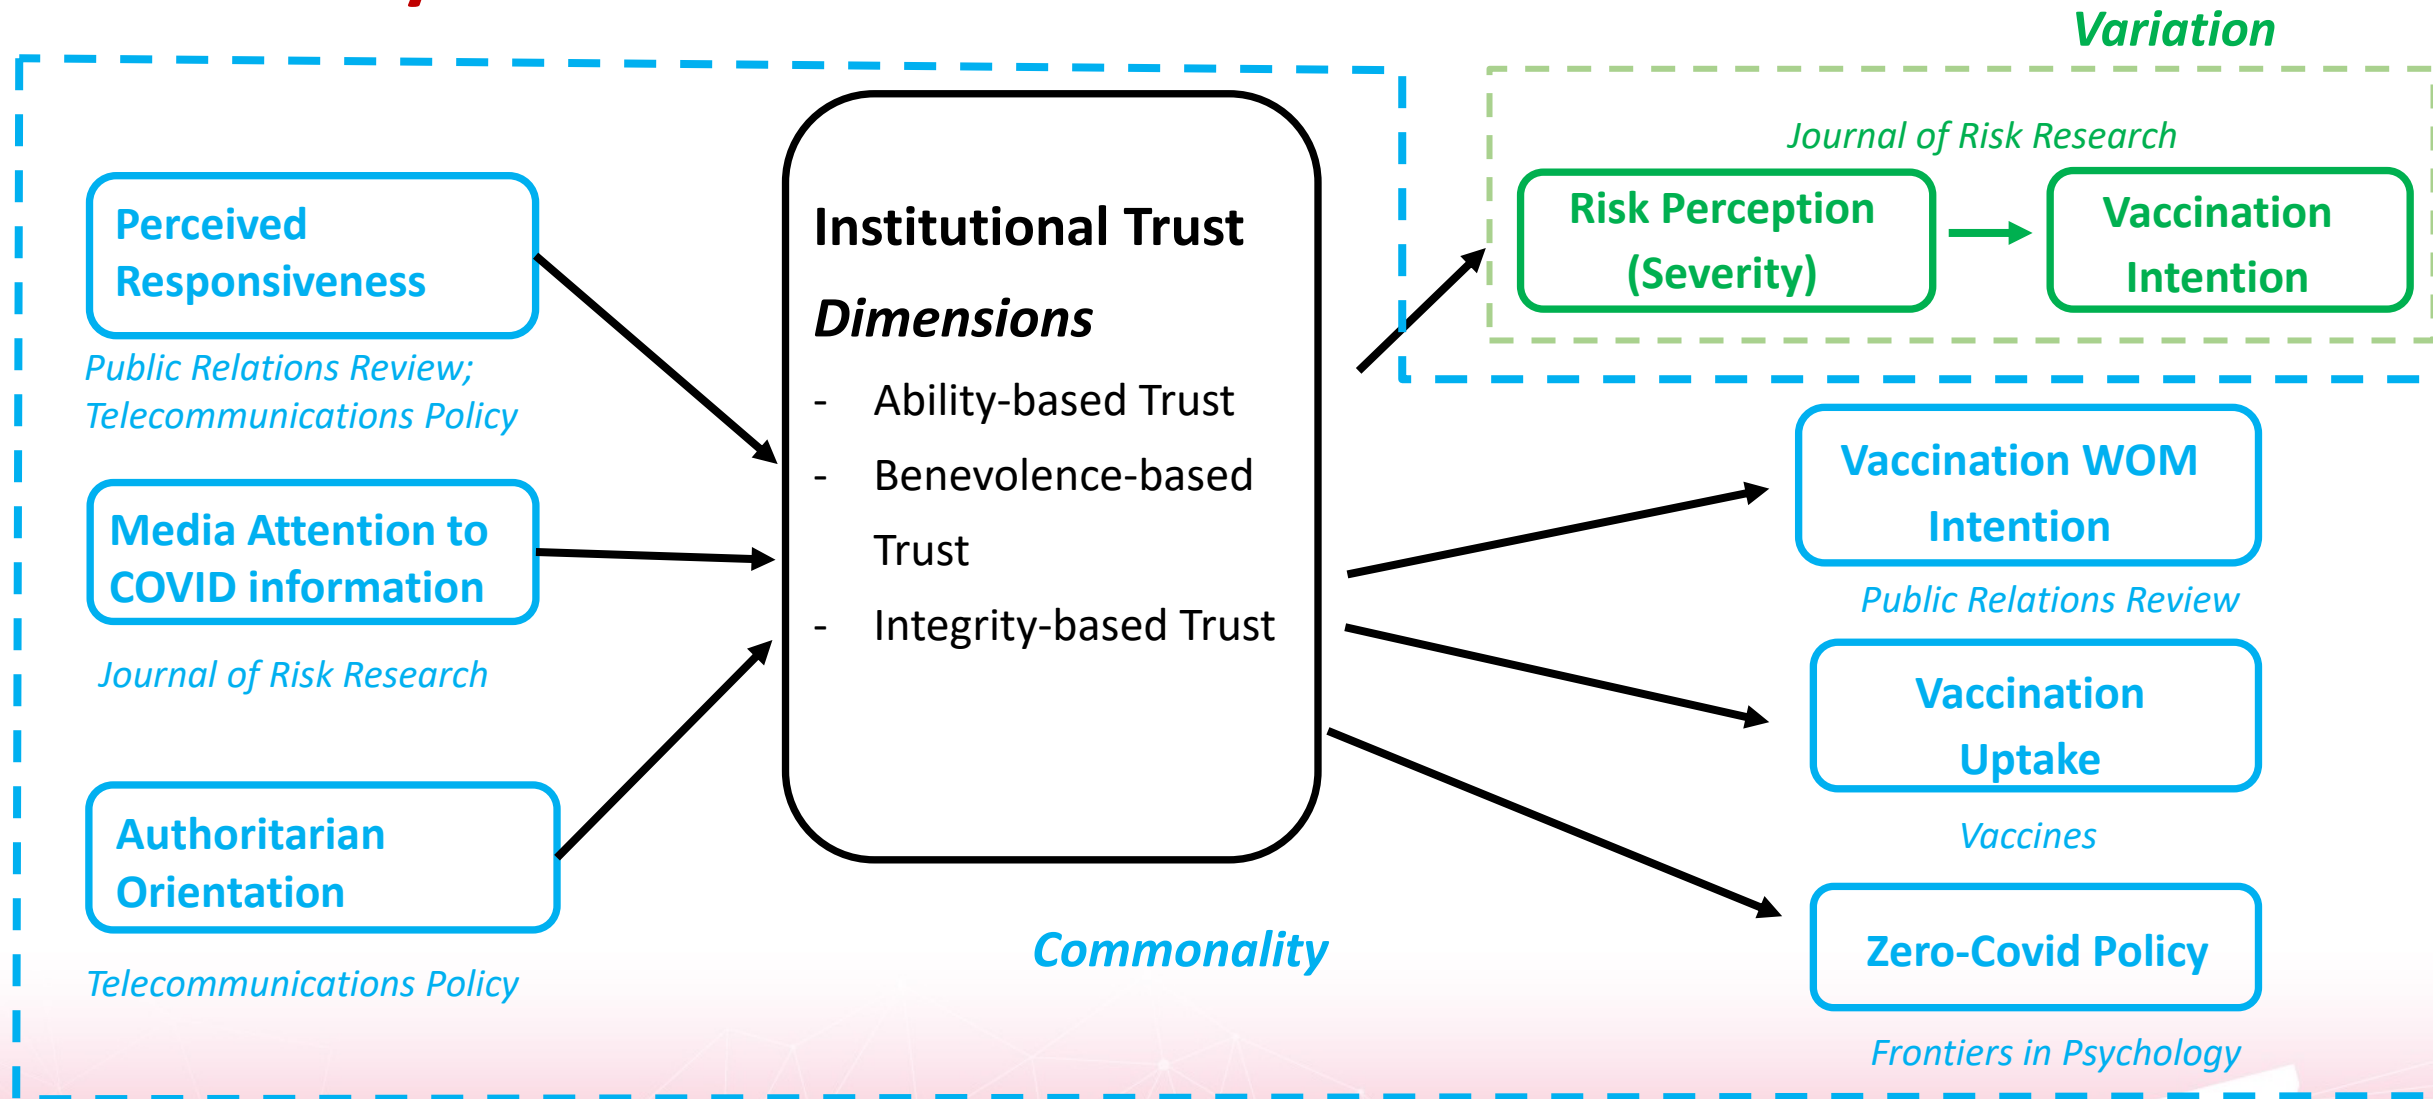 Variation
Journal of Risk Research
Risk Perception
(Severity)
Vaccination
Intention
Perceived
Responsiveness
Public Relations Review;
Telecommunications Policy
Media Attention to
COVID information
Journal of Risk Research
Authoritarian
Orientation
Telecommunications Policy
Institutional Trust
Dimensions
- Ability-based Trust
- Benevolence-based
Trust
- Integrity-based Trust
Commonality
Vaccination WOM
Intention
Public Relations Review
Vaccination
Uptake
Vaccines
Zero-Covid Policy
Frontiers in Psychology